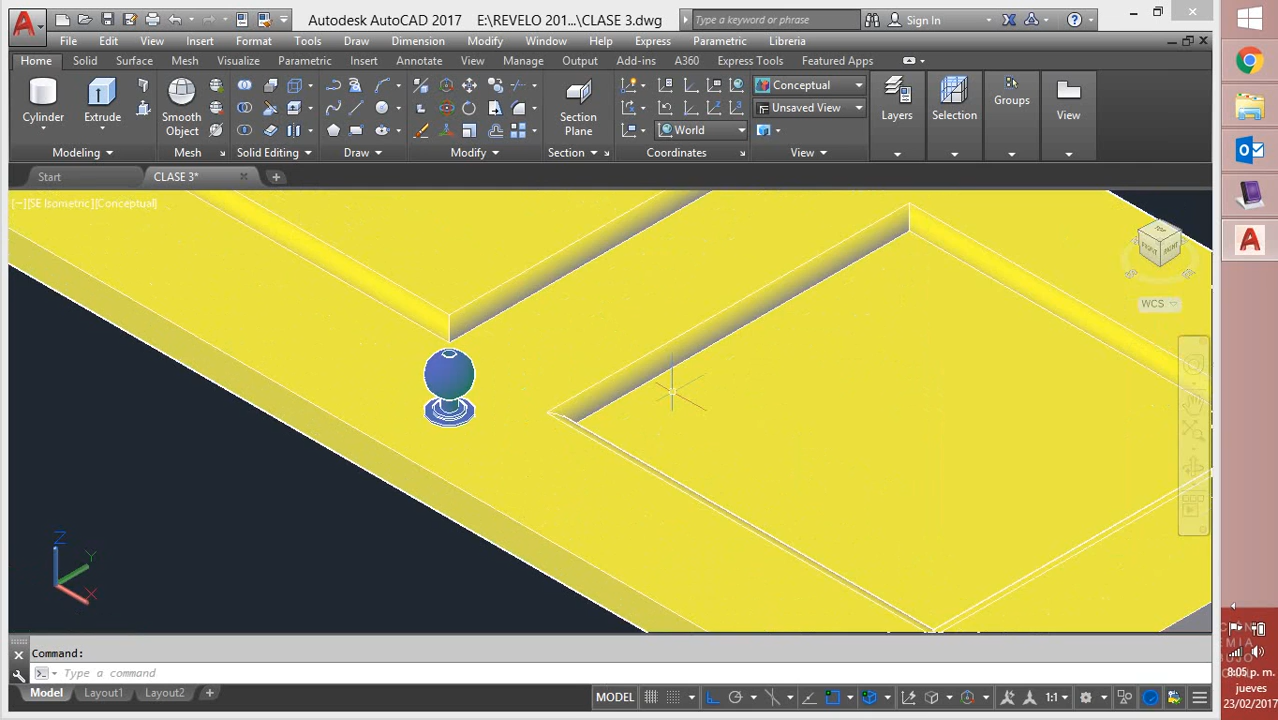 Autodesk AutoCAD 2017 E:\REVELO 201...\CLASE 3.dwg
Type a keyword or phrase
Sign In
File Edit View Insert Format Tools Draw Dimension Modify Window Help Express Parametric Libreria
Home Solid Surface Mesh Visualize Parametric Insert Annotate View Manage Output Add-ins A360 Express Tools Featured Apps
Conceptual
Unsaved View
World
Cylinder
Extrude
Smooth
Object
Section
Plane
Layers
Selection
Groups
View
Modeling
Mesh
Solid Editing
Draw
Modify
Section
Coordinates
View
Start
CLASE 3*
[−][SE Isometric][Conceptual]
TOP
FRONT
WCS
Z
Y
X
Command:
Type a command
Model Layout1 Layout2
MODEL
1:1
8:05 p. m.
jueves
23/02/2017